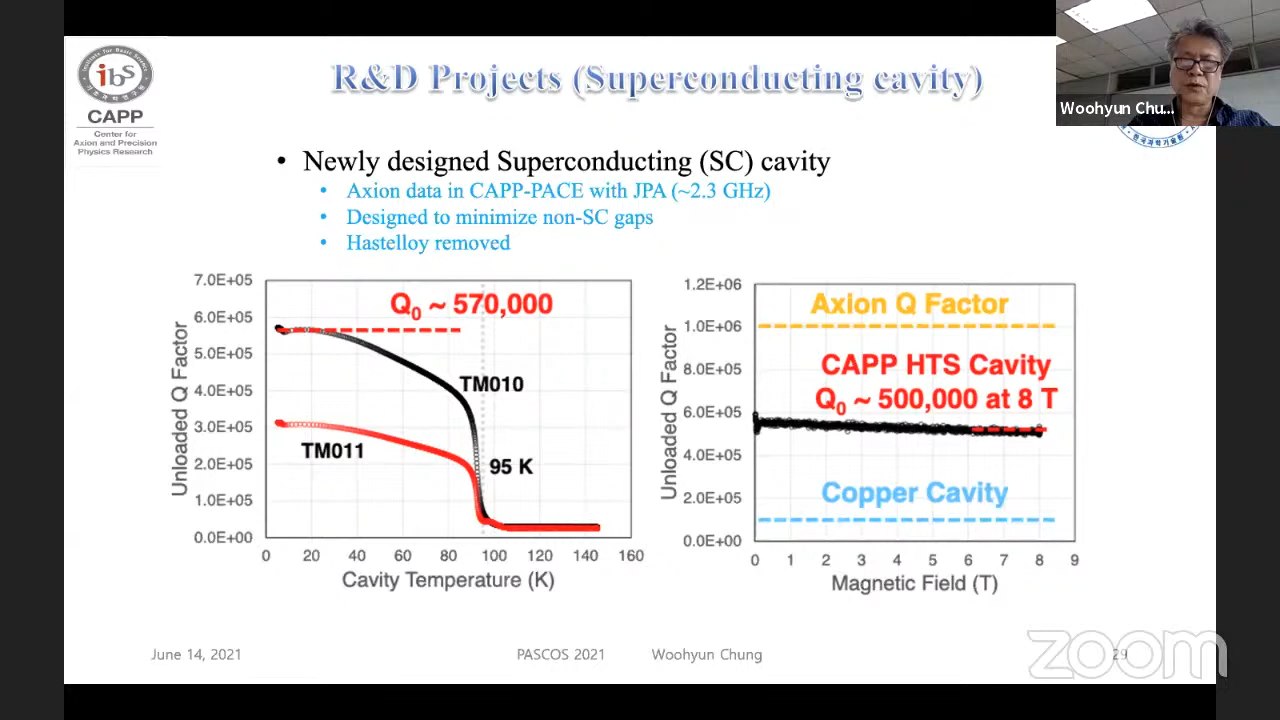 ibS
CAPP
Center for
Axion and Precision
Physics Research
R&D Projects (Superconducting cavity)
Woohyun Chu...
• Newly designed Superconducting (SC) cavity
• Axion data in CAPP-PACE with JPA (~2.3 GHz)
• Designed to minimize non-SC gaps
• Hastelloy removed
Unloaded Q Factor
7.0E+05
6.0E+05
5.0E+05
4.0E+05
3.0E+05
2.0E+05
1.0E+05
0.0E+00
Q0 ~ 570,000
TM010
TM011
95 K
0 20 40 60 80 100 120 140 160
Cavity Temperature (K)
Unloaded Q Factor
1.2E+06
1.0E+06
8.0E+05
6.0E+05
4.0E+05
2.0E+05
0.0E+00
Axion Q Factor
CAPP HTS Cavity
Q0 ~ 500,000 at 8 T
Copper Cavity
0 1 2 3 4 5 6 7 8 9
Magnetic Field (T)
June 14, 2021
PASCOS 2021 Woohyun Chung
29
zoom